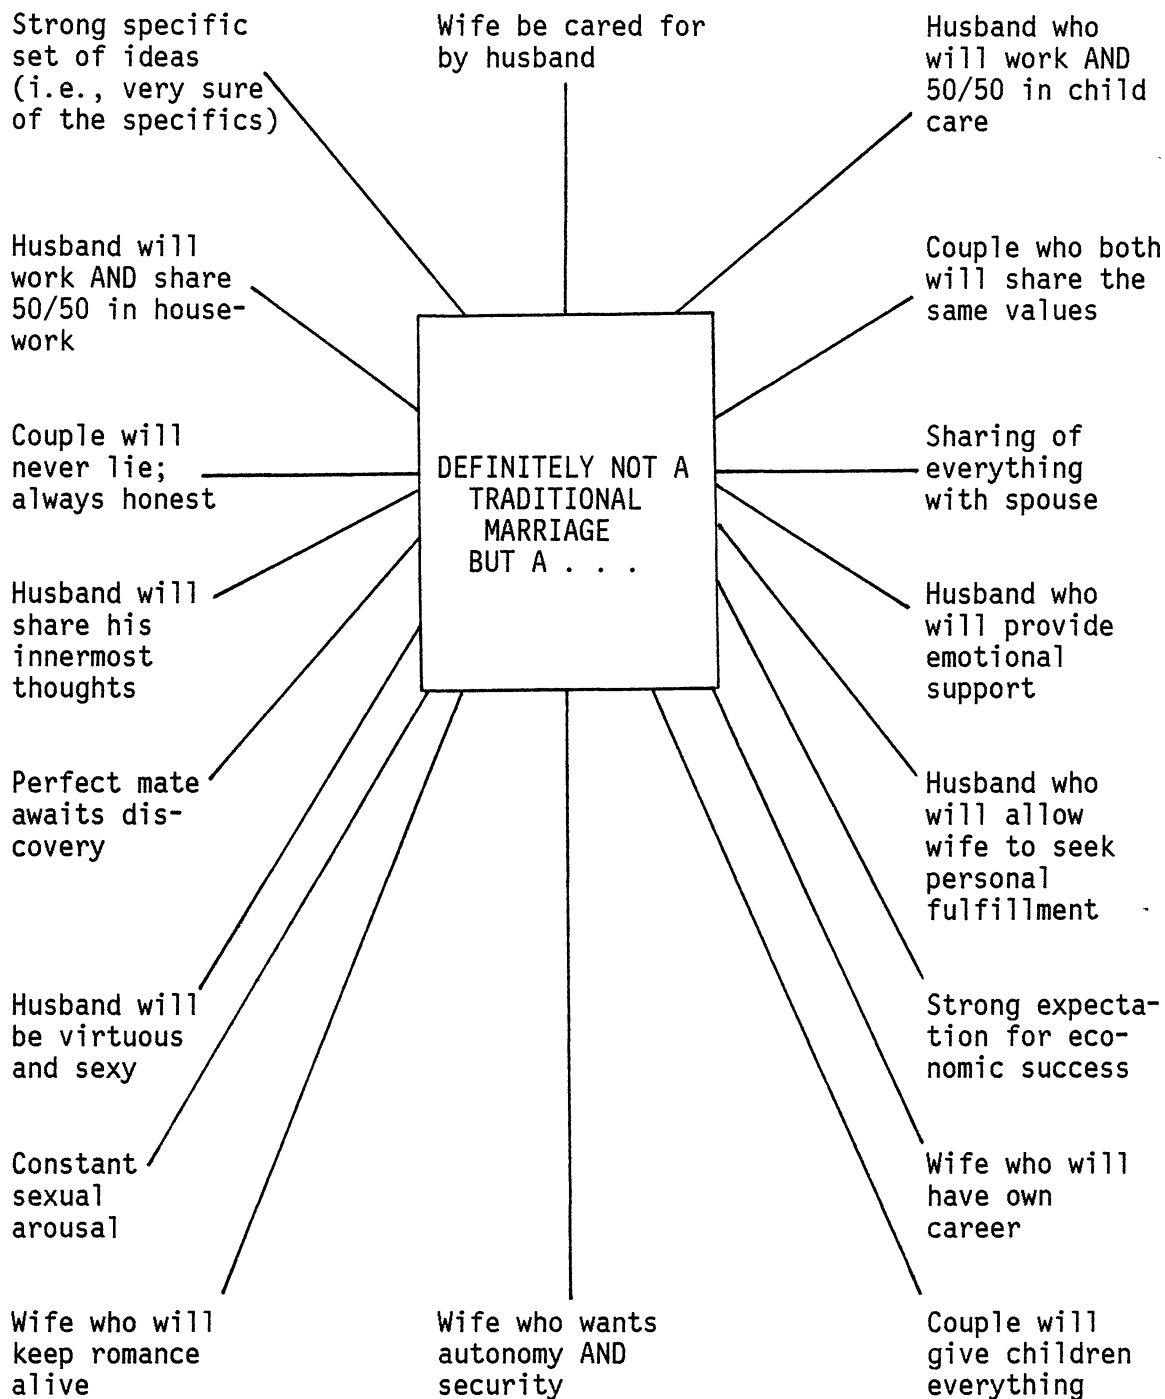 Strong specific
set of ideas
(i.e., very sure
of the specifics)
Wife be cared for
by husband
Husband who
will work AND
50/50 in child
care
Husband will
work AND share
50/50 in house-
work
Couple who both
will share the
same values
Couple will
never lie;
always honest
DEFINITELY NOT A
TRADITIONAL
MARRIAGE
BUT A . . .
Sharing of
everything
with spouse
Husband will
share his
innermost
thoughts
Husband who
will provide
emotional
support
Perfect mate
awaits dis-
covery
Husband who
will allow
wife to seek
personal
fulfillment
Husband will
be virtuous
and sexy
Strong expecta-
tion for eco-
nomic success
Constant
sexual
arousal
Wife who will
have own
career
Wife who will
keep romance
alive
Wife who wants
autonomy AND
security
Couple will
give children
everything